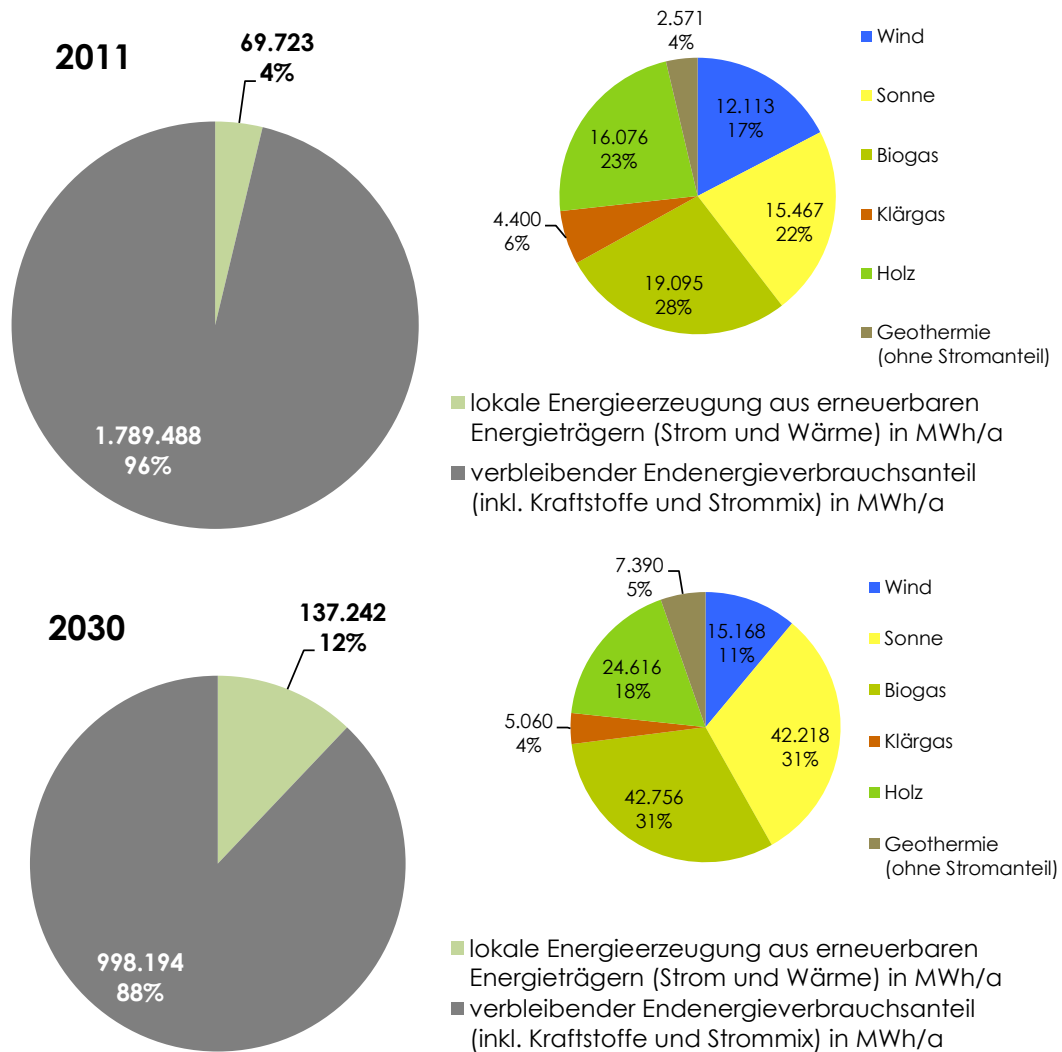 2011
69.723
4%
1.789.488
96%
2.571
4%
12.113
17%
16.076
23%
15.467
22%
4.400
6%
19.095
28%
Wind
Sonne
Biogas
Klärgas
Holz
Geothermie
(ohne Stromanteil)
lokale Energieerzeugung aus erneuerbaren
Energieträgern (Strom und Wärme) in MWh/a
verbleibender Endenergieverbrauchsanteil
(inkl. Kraftstoffe und Strommix) in MWh/a
2030
137.242
12%
998.194
88%
7.390
5%
15.168
11%
24.616
18%
5.060
4%
42.218
31%
42.756
31%
Wind
Sonne
Biogas
Klärgas
Holz
Geothermie
(ohne Stromanteil)
lokale Energieerzeugung aus erneuerbaren
Energieträgern (Strom und Wärme) in MWh/a
verbleibender Endenergieverbrauchsanteil
(inkl. Kraftstoffe und Strommix) in MWh/a